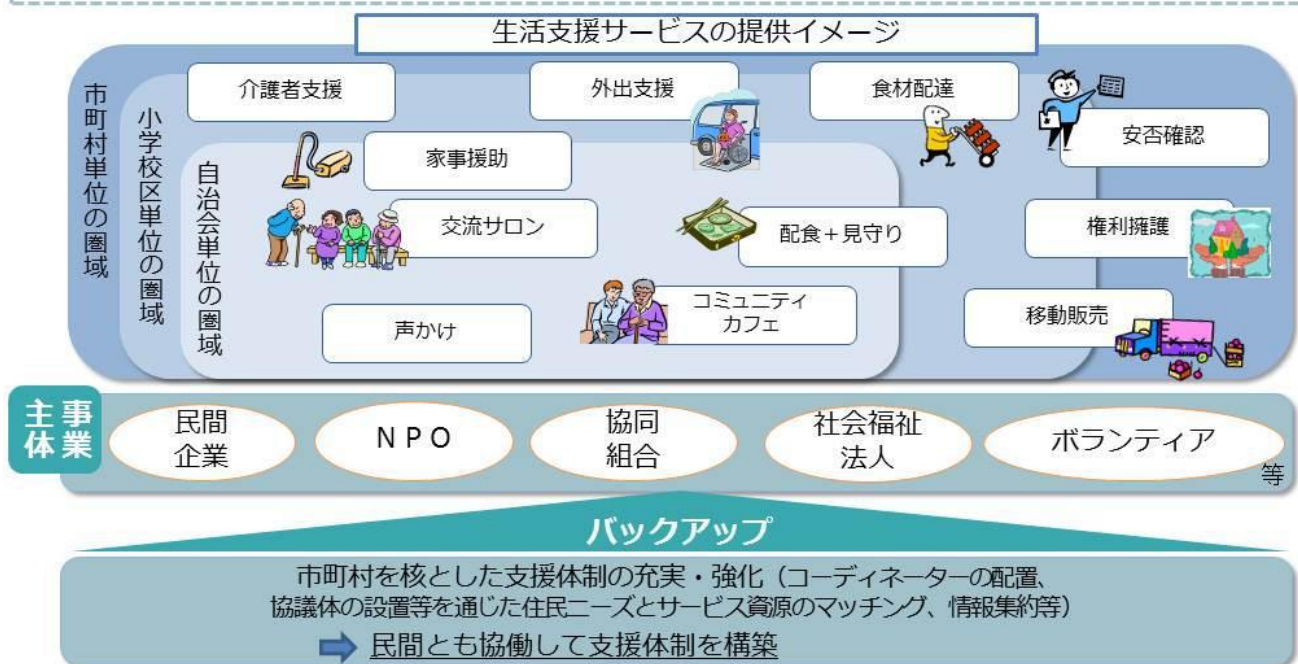 生活支援サービスの提供イメージ
市町村単位の圏域
小学校区単位の圏域
自治会単位の圏域
介護者支援
外出支援
食材配達
安否確認
家事援助
交流サロン
配食+見守り
権利擁護
声かけ
コミュニティ
カフェ
移動販売
事業
主体
民間
企業
NPO
協同
組合
社会福祉
法人
ボランティア
等
バックアップ
市町村を核とした支援体制の充実・強化（コーディネーターの配置、
協議体の設置等を通じた住民ニーズとサービス資源のマッチング、情報集約等）
民間とも協働して支援体制を構築